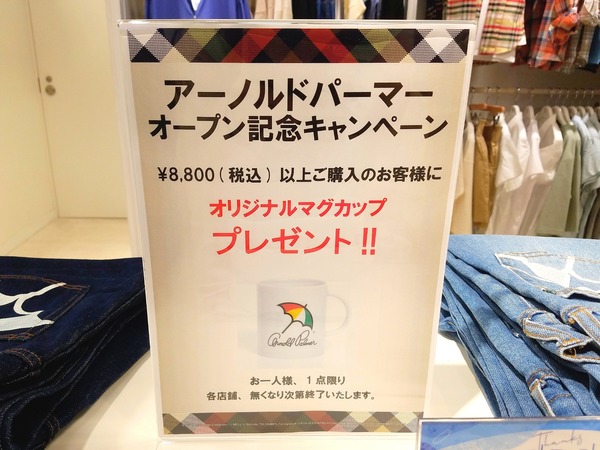 アーノルドパーマー
オープン記念キャンペーン
¥8,800(税込)以上ご購入のお客様に
オリジナルマグカップ
プレゼント!!
Arnold Palmer
お一人様、1点限り
各店舗、無くなり次第終了いたします。
Thanks